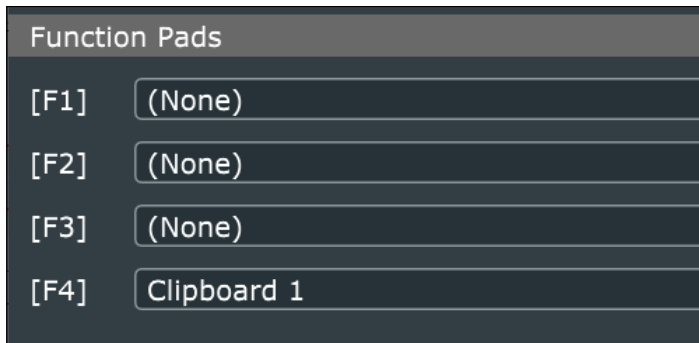 Function Pads
[F1] (None)
[F2] (None)
[F3] (None)
[F4] Clipboard 1